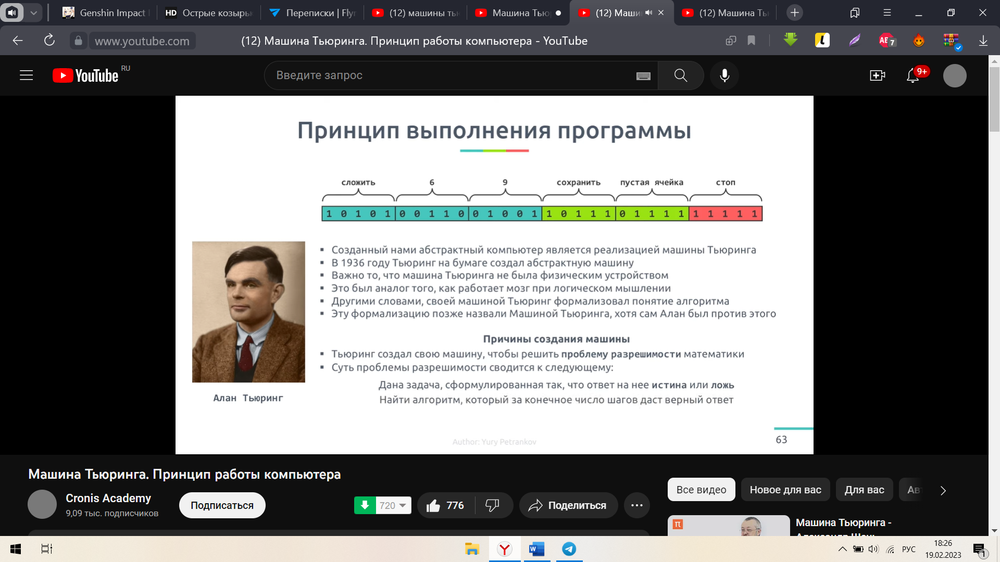 Genshin Impact
HD Острые козырь
Переписки | Flyr
(12) машины ть
Машина Тью
(12) Маши
(12) Машина Ть
www.youtube.com
(12) Машина Тьюринга. Принцип работы компьютера - YouTube
7
YouTube RU
Введите запрос
9+
Принцип выполнения программы
сложить 6 9 сохранить пустая ячейка стоп
1 0 1 0 1 0 0 1 1 0 0 1 0 0 1 1 0 1 1 1 0 1 1 1 1 1 1 1 1 1
▪ Созданный нами абстрактный компьютер является реализацией машины Тьюринга
▪ В 1936 году Тьюринг на бумаге создал абстрактную машину
▪ Важно то, что машина Тьюринга не была физическим устройством
▪ Это был аналог того, как работает мозг при логическом мышлении
▪ Другими словами, своей машиной Тьюринг формализовал понятие алгоритма
▪ Эту формализацию позже назвали Машиной Тьюринга, хотя сам Алан был против этого
Алан Тьюринг
Причины создания машины
▪ Тьюринг создал свою машину, чтобы решить проблему разрешимости математики
▪ Суть проблемы разрешимости сводится к следующему:
Дана задача, сформулированная так, что ответ на нее истина или ложь
Найти алгоритм, который за конечное число шагов даст верный ответ
Author: Yury Petrankov
63
Машина Тьюринга. Принцип работы компьютера
Cronis Academy
9,09 тыс. подписчиков
Подписаться
720
776
Поделиться
Все видео
Новое для вас
Для вас
Ав
Машина Тьюринга -
РУС
18:26
19.02.2023
1